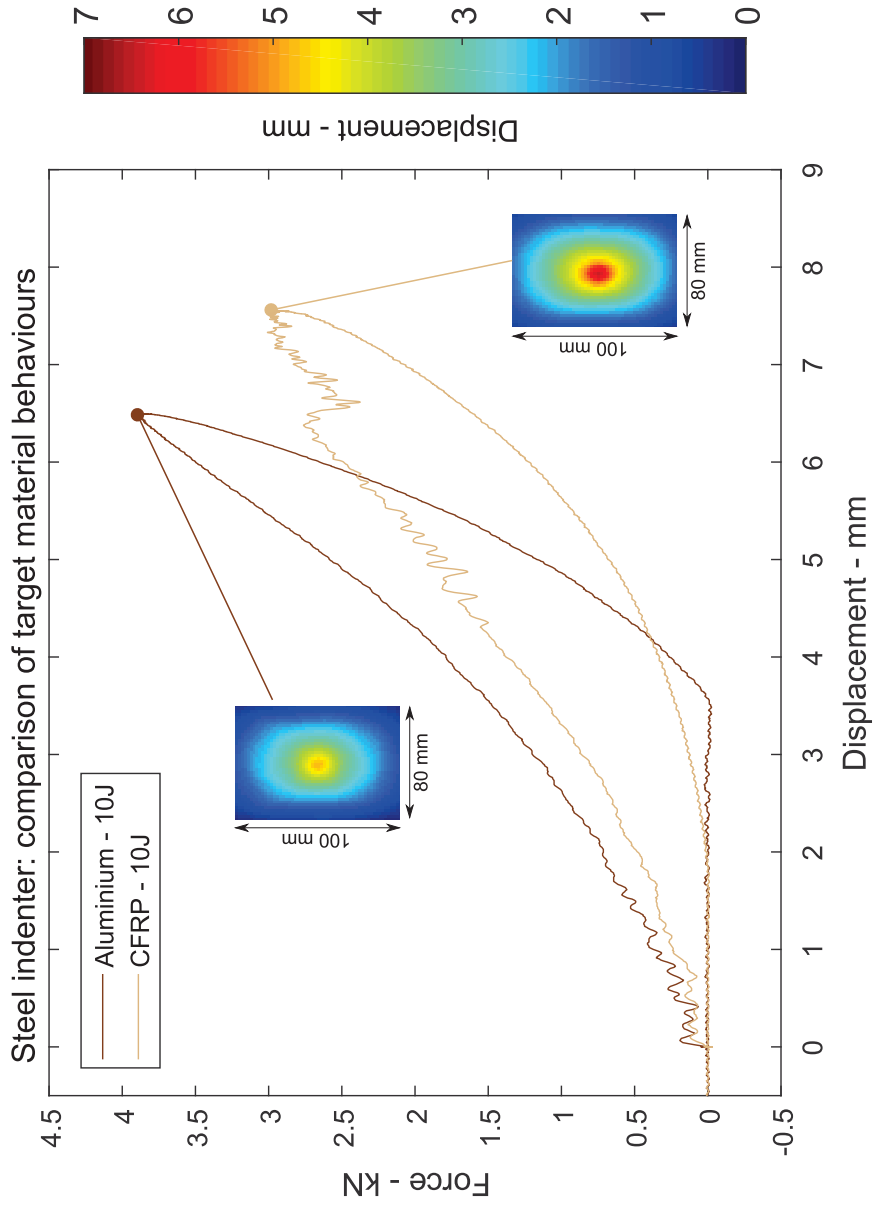 Steel indenter: comparison of target material behaviours
Aluminium - 10J
CFRP - 10J
4.5
4
3.5
3
2.5
2
1.5
1
0.5
0
-0.5
Force - kN
0
1
2
3
4
5
6
7
8
9
Displacement - mm
100 mm
80 mm
100 mm
80 mm
Displacement - mm
7
6
5
4
3
2
1
0